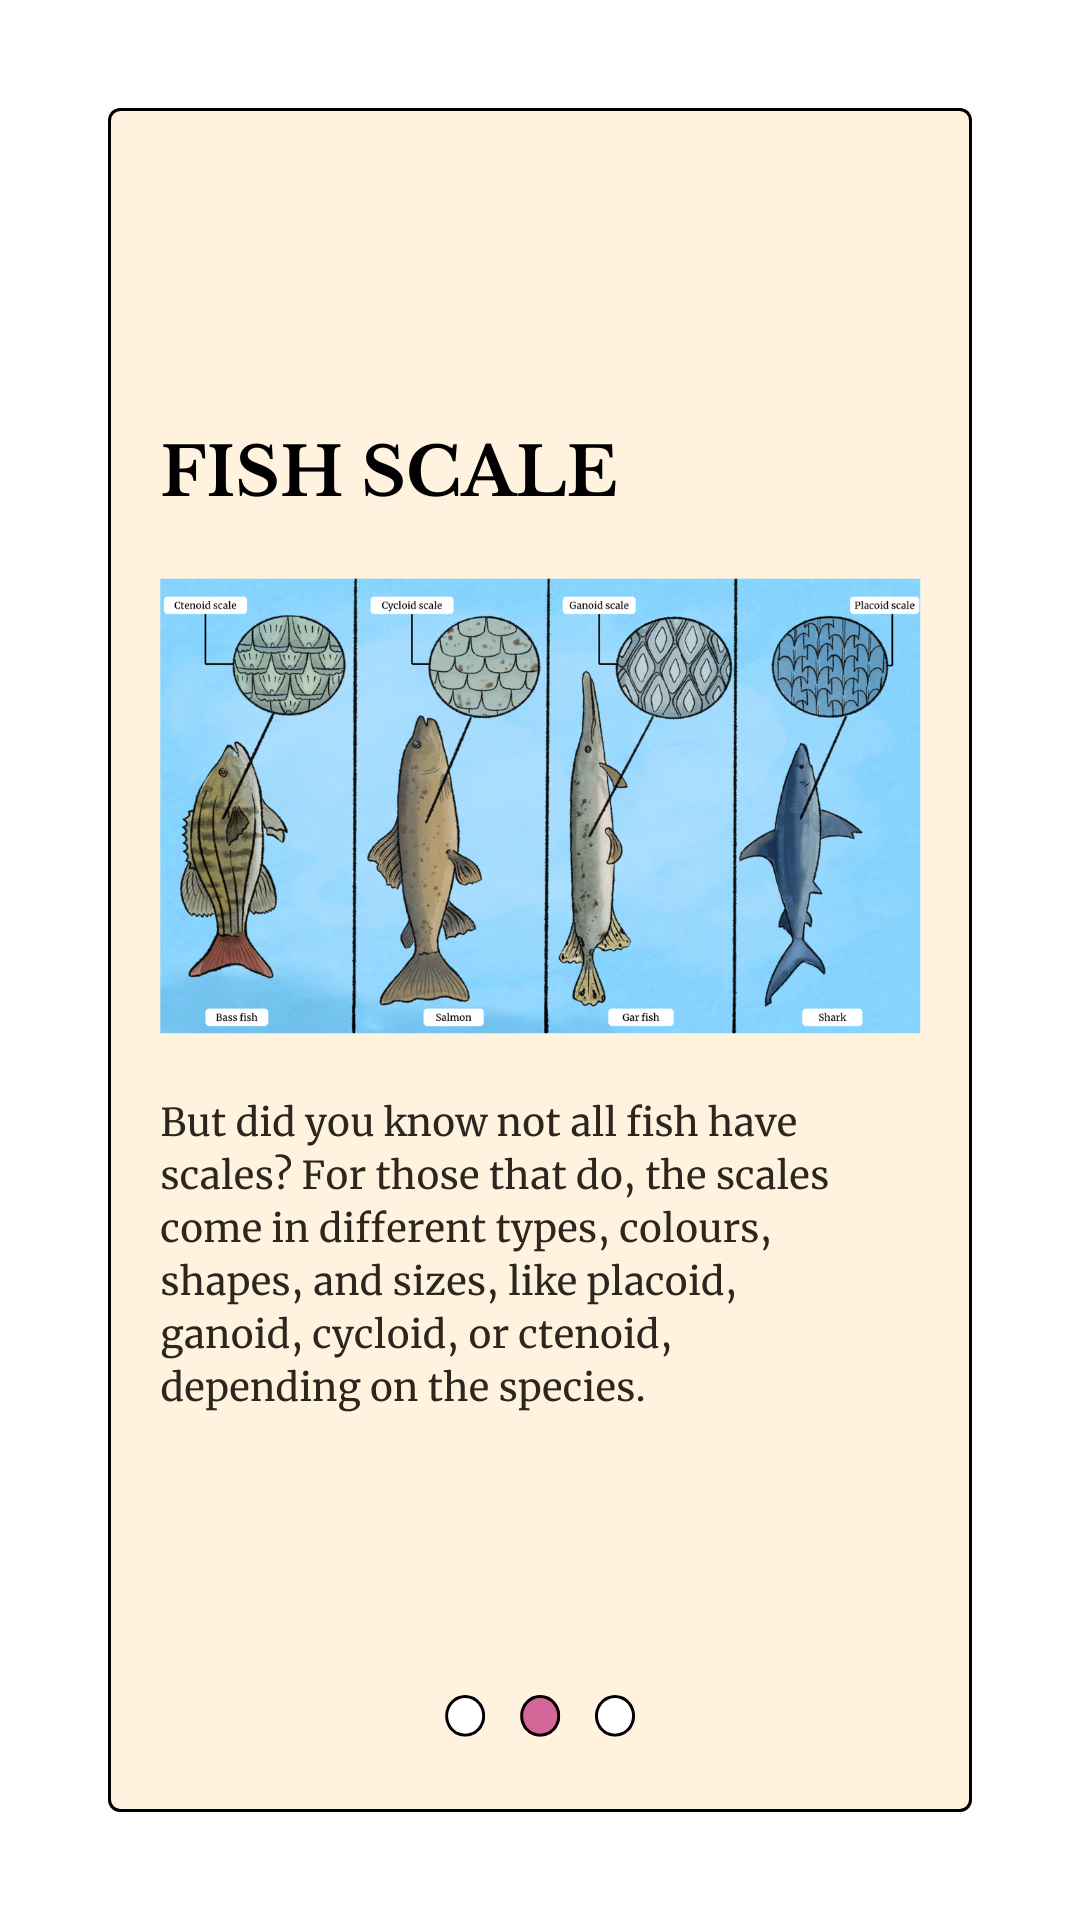 FISH SCALE
Ctenoid scale
Cycloid scale
Ganoid scale
Placoid scale
Bass fish
Salmon
Gar fish
Shark
But did you know not all fish have
scales? For those that do, the scales
come in different types, colours,
shapes, and sizes, like placoid,
ganoid, cycloid, or ctenoid,
depending on the species.